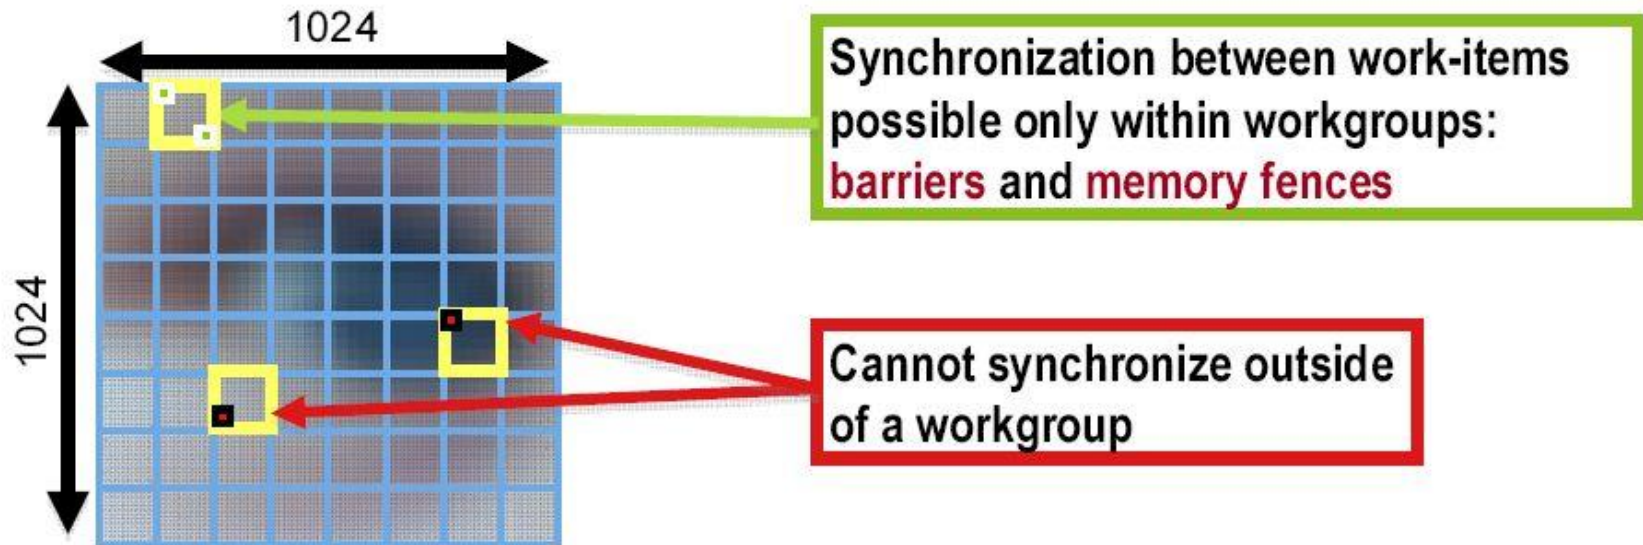 1024
1024
Synchronization between work-items
possible only within workgroups:
barriers and memory fences
Cannot synchronize outside
of a workgroup